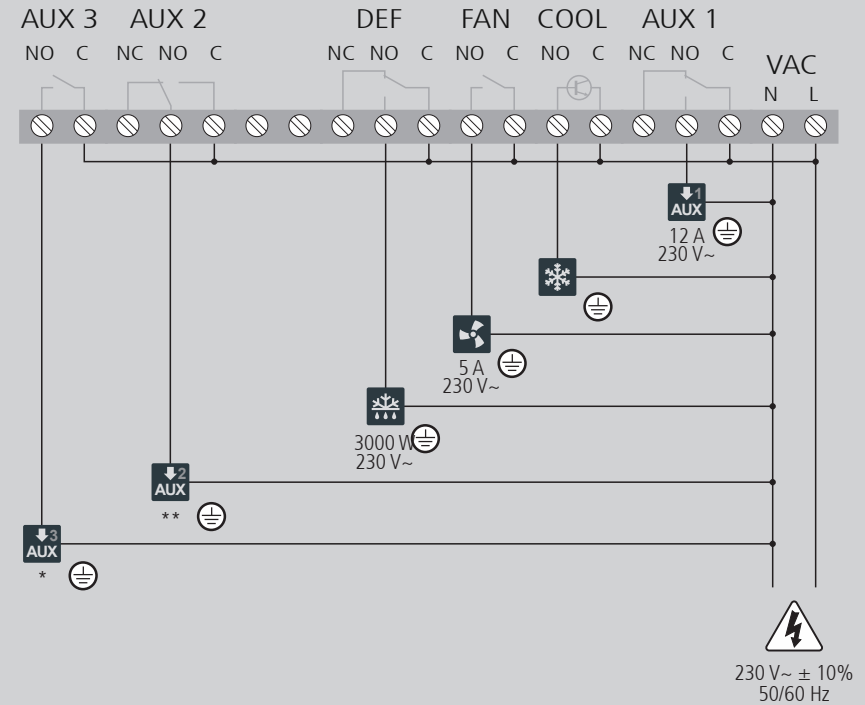 AUX 3 AUX 2 DEF FAN COOL AUX 1
VAC
NO C NC NO C NC NO C NO C NO C NC NO C
N L
1
AUX
12 A
230 V~
5 A
230 V~
3000 W
230 V~
2
AUX
**
3
AUX
*
230 V~ ± 10%
50/60 Hz